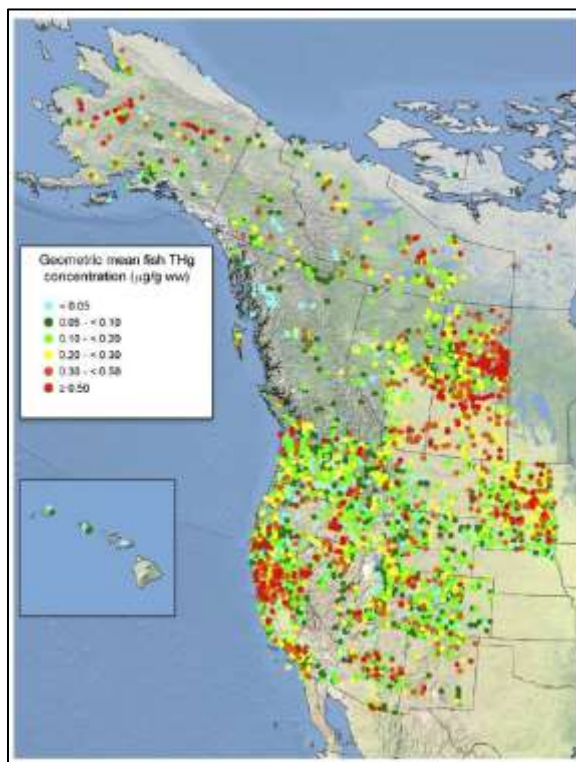 Geometric mean fish THg
concentration (µg/g ww)
< 0.05
0.05 - < 0.10
0.10 - < 0.20
0.20 - < 0.30
0.30 - < 0.50
≥ 0.50